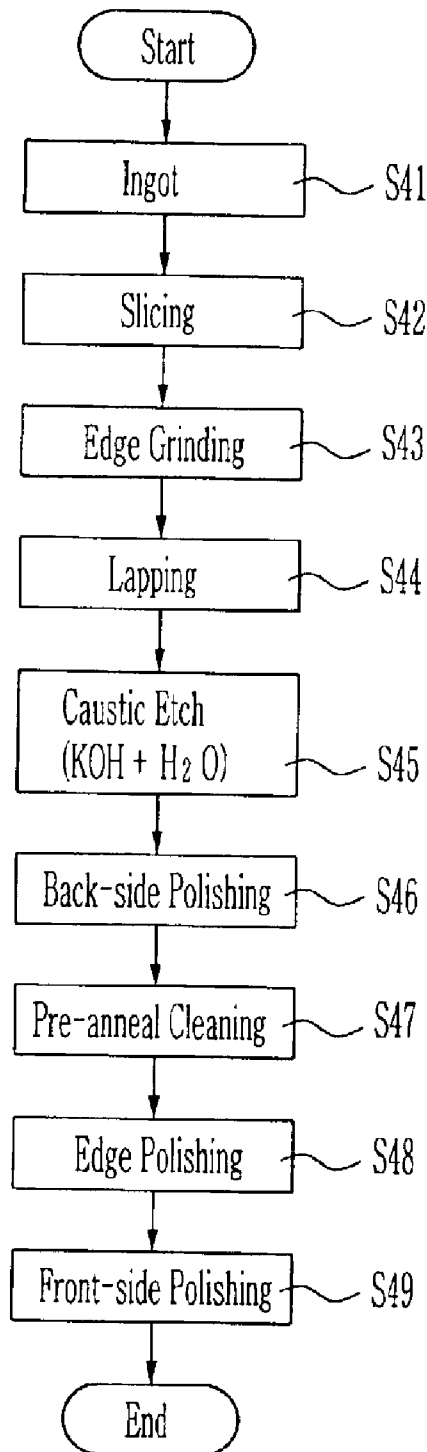 Start
Ingot S41
Slicing S42
Edge Grinding S43
Lapping S44
Caustic Etch
(KOH + H₂O) S45
Back-side Polishing S46
Pre-anneal Cleaning S47
Edge Polishing S48
Front-side Polishing S49
End